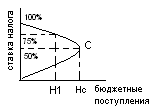 ставка налога
100%
75%
50%
C
H1
Hc
бюджетные
поступления